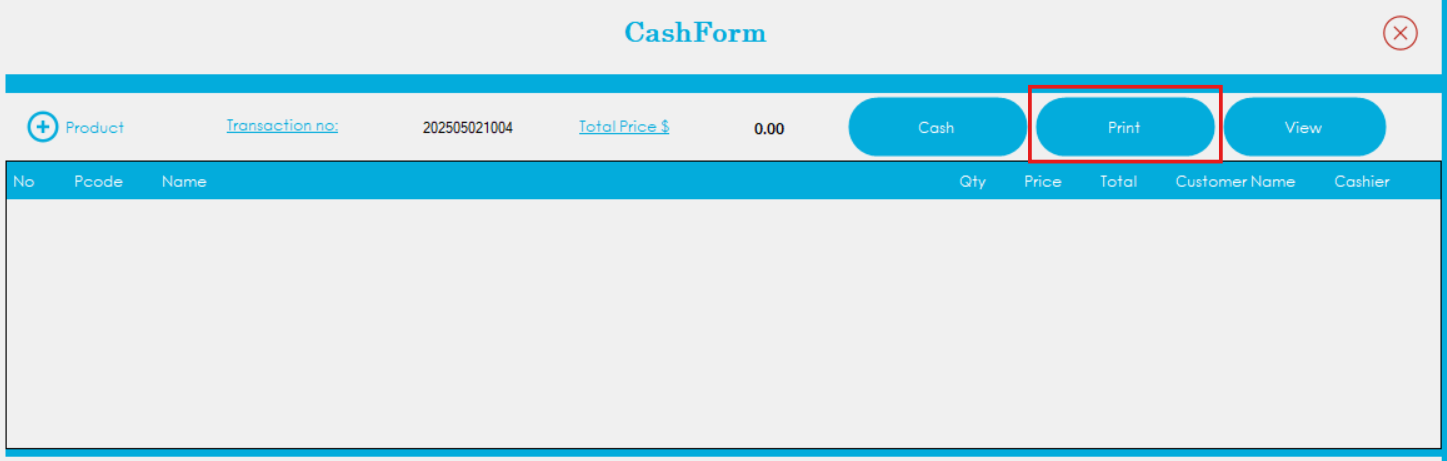 CashForm
Product Transaction no: 202505021004 Total Price $ 0.00 Cash Print View
No Pcode Name Qty Price Total Customer Name Cashier